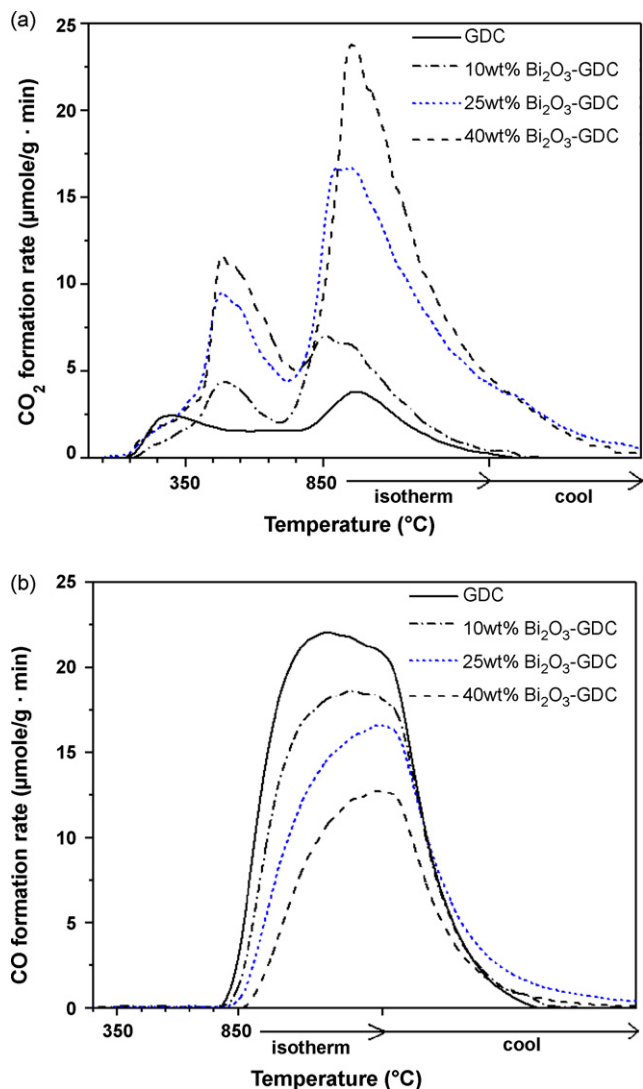 (a)
25
20
15
10
5
0
CO₂ formation rate (µmole/g · min)
GDC
10wt% Bi₂O₃-GDC
25wt% Bi₂O₃-GDC
40wt% Bi₂O₃-GDC
350 850 isotherm cool
Temperature (°C)
(b)
25
20
15
10
5
0
CO formation rate (µmole/g · min)
GDC
10wt% Bi₂O₃-GDC
25wt% Bi₂O₃-GDC
40wt% Bi₂O₃-GDC
350 850 isotherm cool
Temperature (°C)